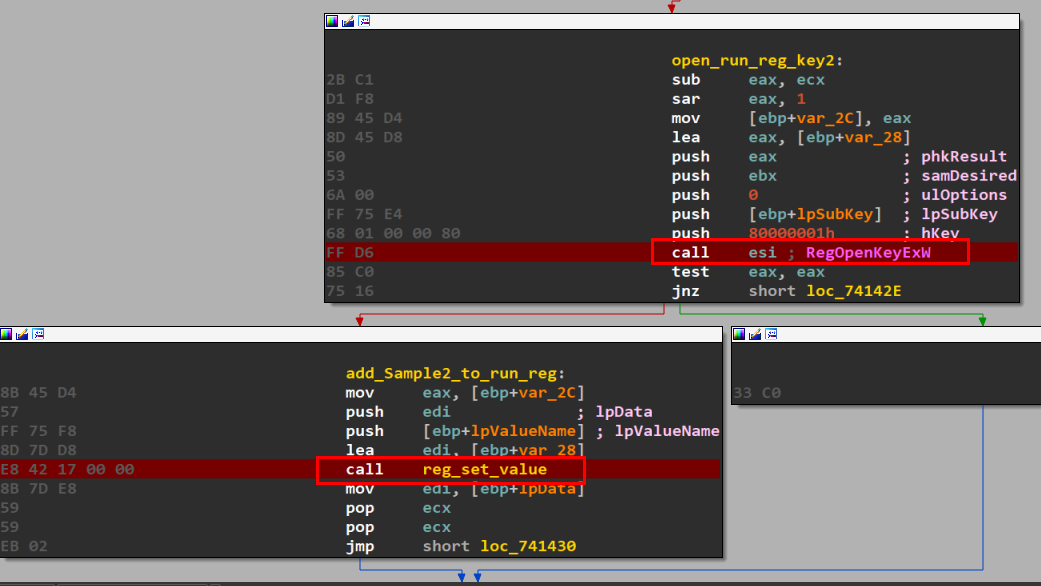 open_run_reg_key2:
2B C1 sub eax, ecx
D1 F8 sar eax, 1
89 45 D4 mov [ebp+var_2C], eax
8D 45 D8 lea eax, [ebp+var_28]
50 push eax ; phkResult
53 push ebx ; samDesired
6A 00 push 0 ; ulOptions
FF 75 E4 push [ebp+lpSubKey] ; lpSubKey
68 01 00 00 80 push 80000001h ; hKey
FF D6 call esi ; RegOpenKeyExW
85 C0 test eax, eax
75 16 jnz short loc_74142E
add_Sample2_to_run_reg:
8B 45 D4 mov eax, [ebp+var_2C]
57 push edi ; lpData
FF 75 F8 push [ebp+lpValueName] ; lpValueName
8D 7D D8 lea edi, [ebp+var_28]
E8 42 17 00 00 call reg_set_value
8B 7D E8 mov edi, [ebp+lpData]
59 pop ecx
59 pop ecx
EB 02 jmp short loc_741430
33 C0